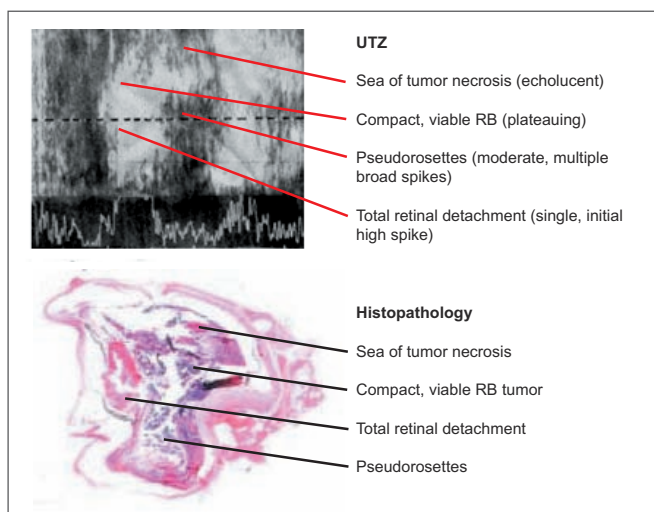 UTZ
Sea of tumor necrosis (echolucent)
Compact, viable RB (plateauing)
Pseudorosettes (moderate, multiple
broad spikes)
Total retinal detachment (single, initial
high spike)
Histopathology
Sea of tumor necrosis
Compact, viable RB tumor
Total retinal detachment
Pseudorosettes